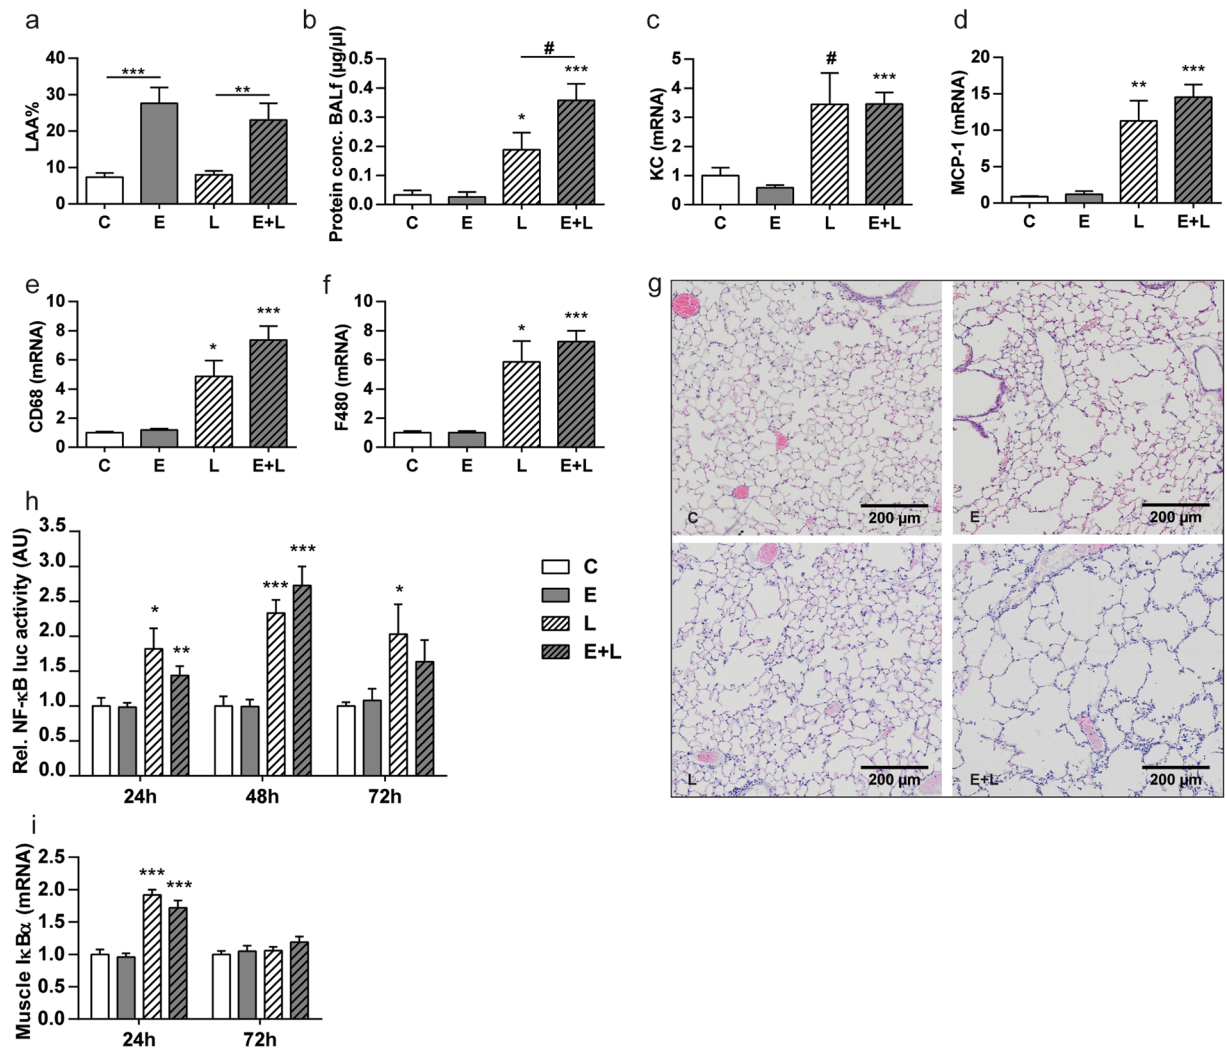 a
LAA%
40
30
20
10
0
***
**
C E L E+L
b
Protein conc. BALf (µg/µl)
0.5
0.4
0.3
0.2
0.1
0.0
#
*
***
C E L E+L
c
KC (mRNA)
5
4
3
2
1
0
#
***
C E L E+L
d
MCP-1 (mRNA)
20
15
10
5
0
**
***
C E L E+L
e
CD68 (mRNA)
10
8
6
4
2
0
*
***
C E L E+L
f
F480 (mRNA)
10
8
6
4
2
0
*
***
C E L E+L
g
C
200 µm
E
200 µm
L
200 µm
E+L
200 µm
h
Rel. NF-κB luc activity (AU)
3.5
3.0
2.5
2.0
1.5
1.0
0.5
0.0
*
**
***
***
*
24h 48h 72h
C
E
L
E+L
i
Muscle IκBα (mRNA)
2.5
2.0
1.5
1.0
0.5
0.0
***
***
24h 72h